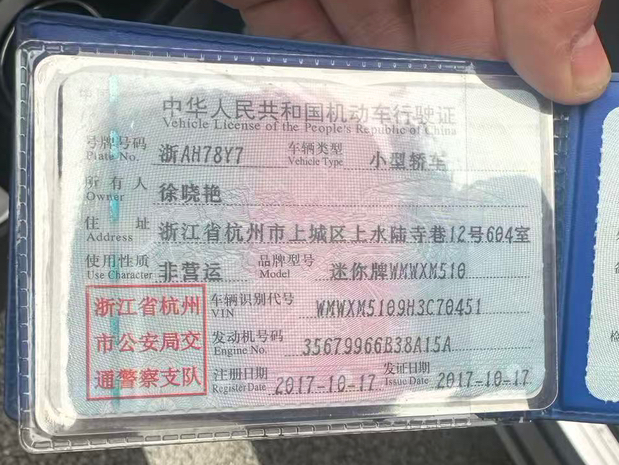 中华人民共和国机动车行驶证
Vehicle License of the People's Republic of China
号牌号码 浙AH78Y7 车辆类型 小型轿车
Plate No. Vehicle Type
所有人 徐晓艳
Owner
住址 浙江省杭州市上城区上水陆寺巷12号604室
Address
使用性质 非营运 品牌型号 迷你牌WMWXM510
Use Character Model
浙江省杭州市公安局交通警察支队
车辆识别代号 WMWXM5109H3C70451
VIN
发动机号码 35679966B38A15A
Engine No.
注册日期 2017-10-17 发证日期 2017-10-17
Register Date Issue Date